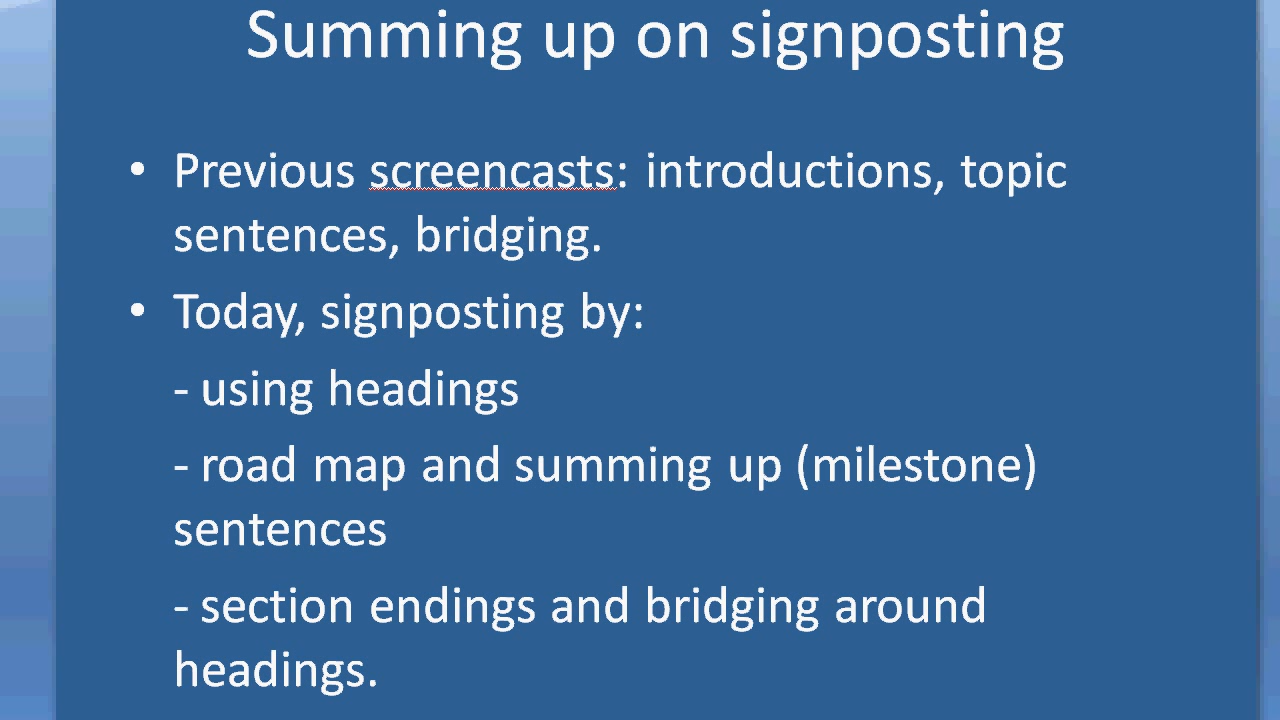 Summing up on signposting
• Previous screencasts: introductions, topic
sentences, bridging.
• Today, signposting by:
- using headings
- road map and summing up (milestone)
sentences
- section endings and bridging around
headings.